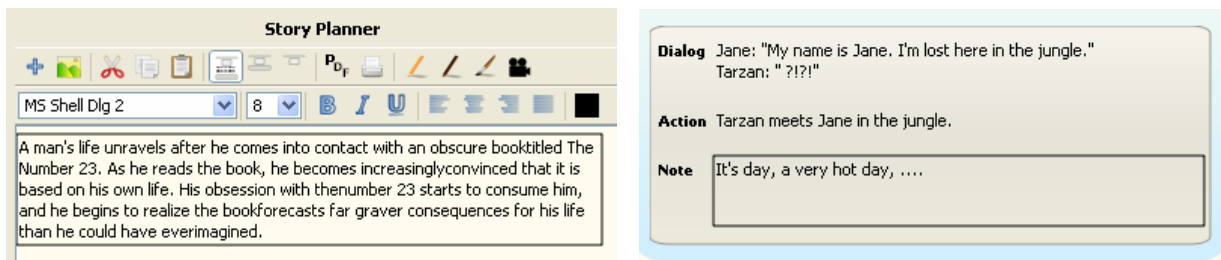 Story Planner
PDF
MS Shell Dlg 2
8
B I U
A man's life unravels after he comes into contact with an obscure booktitled The
Number 23. As he reads the book, he becomes increasinglyconvinced that it is
based on his own life. His obsession with thenumber 23 starts to consume him,
and he begins to realize the bookforecasts far graver consequences for his life
than he could have everimagined.
Dialog Jane: "My name is Jane. I'm lost here in the jungle."
Tarzan: " ?!?!"
Action Tarzan meets Jane in the jungle.
Note It's day, a very hot day, ....